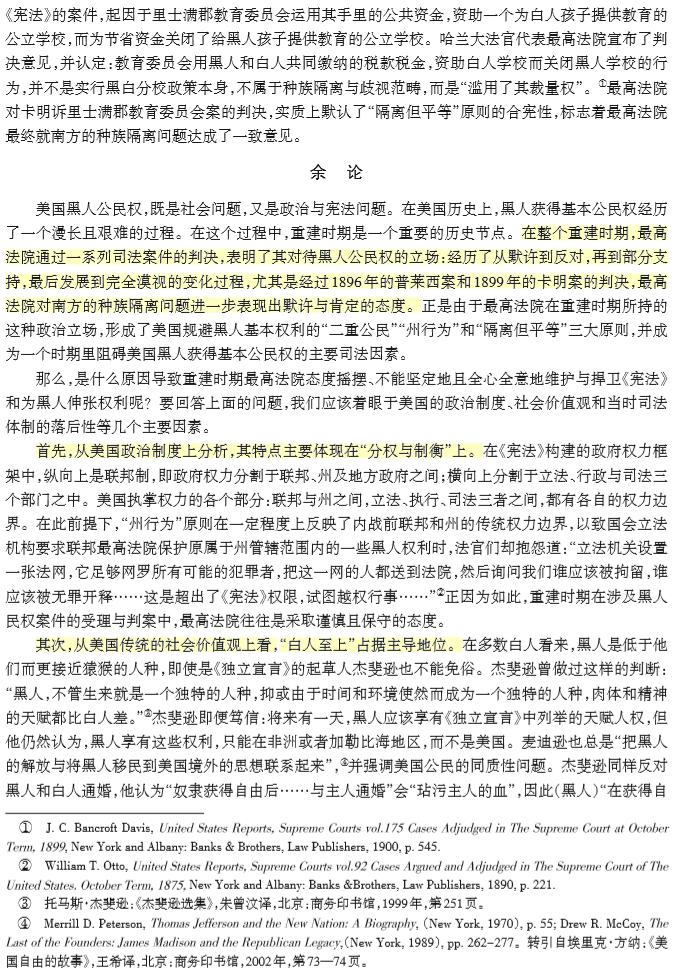 《宪法》的案件,起因于里士满郡教育委员会运用其手里的公共资金,资助一个为白人孩子提供教育的
公立学校,而为节省资金关闭了给黑人孩子提供教育的公立学校。哈兰大法官代表最高法院宣布了判
决意见,并认定:教育委员会用黑人和白人共同缴纳的税款税金,资助白人学校而关闭黑人学校的行
为,并不是实行黑白分校政策本身,不属于种族隔离与歧视范畴,而是“滥用了其裁量权”。①最高法院
对卡明诉里士满郡教育委员会案的判决,实质上默认了“隔离但平等”原则的合宪性,标志着最高法院
最终就南方的种族隔离问题达成了一致意见。
余 论
美国黑人公民权,既是社会问题,又是政治与宪法问题。在美国历史上,黑人获得基本公民权经历
了一个漫长且艰难的过程。在这个过程中,重建时期是一个重要的历史节点。在整个重建时期,最高
法院通过一系列司法案件的判决,表明了其对待黑人公民权的立场:经历了从默许到反对,再到部分支
持,最后发展到完全漠视的变化过程,尤其是经过1896年的普莱西案和1899年的卡明案的判决,最高
法院对南方的种族隔离问题进一步表现出默许与肯定的态度。正是由于最高法院在重建时期所持的
这种政治立场,形成了美国规避黑人基本权利的“二重公民”“州行为”和“隔离但平等”三大原则,并成
为一个时期里阻碍美国黑人获得基本公民权的主要司法因素。
那么,是什么原因导致重建时期最高法院态度摇摆、不能坚定地且全心全意地维护与捍卫《宪法》
和为黑人伸张权利呢?要回答上面的问题,我们应该着眼于美国的政治制度、社会价值观和当时司法
体制的落后性等几个主要因素。
首先,从美国政治制度上分析,其特点主要体现在“分权与制衡”上。在《宪法》构建的政府权力框
架中,纵向上是联邦制,即政府权力分割于联邦、州及地方政府之间;横向上分割于立法、行政与司法三
个部门之中。美国执掌权力的各个部分:联邦与州之间,立法、执行、司法三者之间,都有各自的权力边
界。在此前提下,“州行为”原则在一定程度上反映了内战前联邦和州的传统权力边界,以致国会立法
机构要求联邦最高法院保护原属于州管辖范围内的一些黑人权利时,法官们却抱怨道:“立法机关设置
一张法网,它足够网罗所有可能的犯罪者,把这一网的人都送到法院,然后询问我们谁应该被拘留,谁
应该被无罪开释……这是超出了《宪法》权限,试图越权行事……”②正因为如此,重建时期在涉及黑人
民权案件的受理与判案中,最高法院往往是采取谨慎且保守的态度。
其次,从美国传统的社会价值观上看,“白人至上”占据主导地位。在多数白人看来,黑人是低于他
们而更接近猿猴的人种,即使是《独立宣言》的起草人杰斐逊也不能免俗。杰斐逊曾做过这样的判断:
“黑人,不管生来就是一个独特的人种,抑或由于时间和环境使然而成为一个独特的人种,肉体和精神
的天赋都比白人差。”③杰斐逊即便笃信:将来有一天,黑人应该享有《独立宣言》中列举的天赋人权,但
他仍然认为,黑人享有这些权利,只能在非洲或者加勒比海地区,而不是美国。麦迪逊也总是“把黑人
的解放与将黑人移民到美国境外的思想联系起来”,④并强调美国公民的同质性问题。杰斐逊同样反对
黑人和白人通婚,他认为“奴隶获得自由后……与主人通婚”会“玷污主人的血”,因此(黑人)“在获得自
① J. C. Bancroft Davis, United States Reports, Supreme Courts vol.175 Cases Adjudged in The Supreme Court at October
Term, 1899, New York and Albany: Banks & Brothers, Law Publishers, 1900, p. 545.
② William T. Otto, United States Reports, Supreme Courts vol.92 Cases Argued and Adjudged in The Supreme Court of The
United States. October Term, 1875, New York and Albany: Banks &Brothers, Law Publishers, 1890, p. 221.
③ 托马斯·杰斐逊:《杰斐逊选集》,朱曾汶译,北京:商务印书馆,1999年,第251页。
④ Merrill D. Peterson, Thomas Jefferson and the New Nation: A Biography, (New York, 1970), p. 55; Drew R. McCoy, The
Last of the Founders: James Madison and the Republican Legacy,(New York, 1989), pp. 262–277。转引自埃里克·方纳:《美
国自由的故事》,王希译,北京:商务印书馆,2002年,第73—74页。